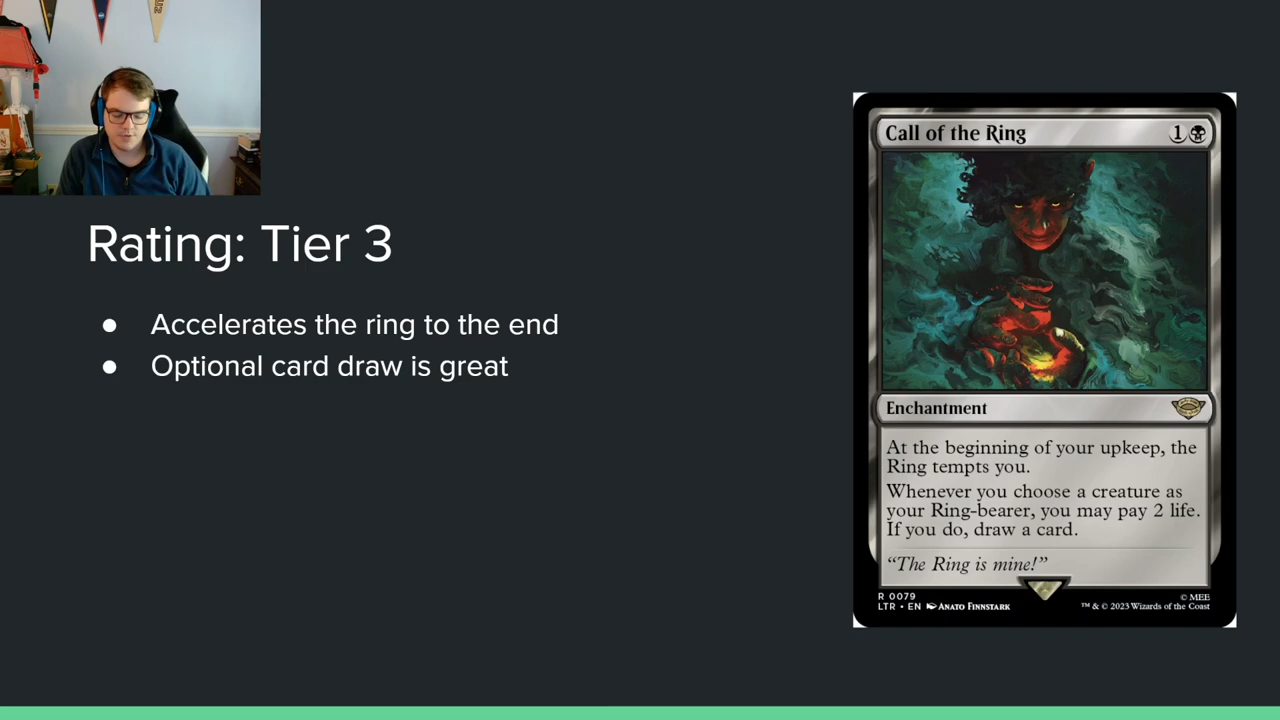 Rating: Tier 3
● Accelerates the ring to the end
● Optional card draw is great
Call of the Ring 1
Enchantment
At the beginning of your upkeep, the
Ring tempts you.
Whenever you choose a creature as
your Ring-bearer, you may pay 2 life.
If you do, draw a card.
“The Ring is mine!”
R 0079
LTR • EN ANATO FINNSTARK
© MEE
™ & © 2023 Wizards of the Coast